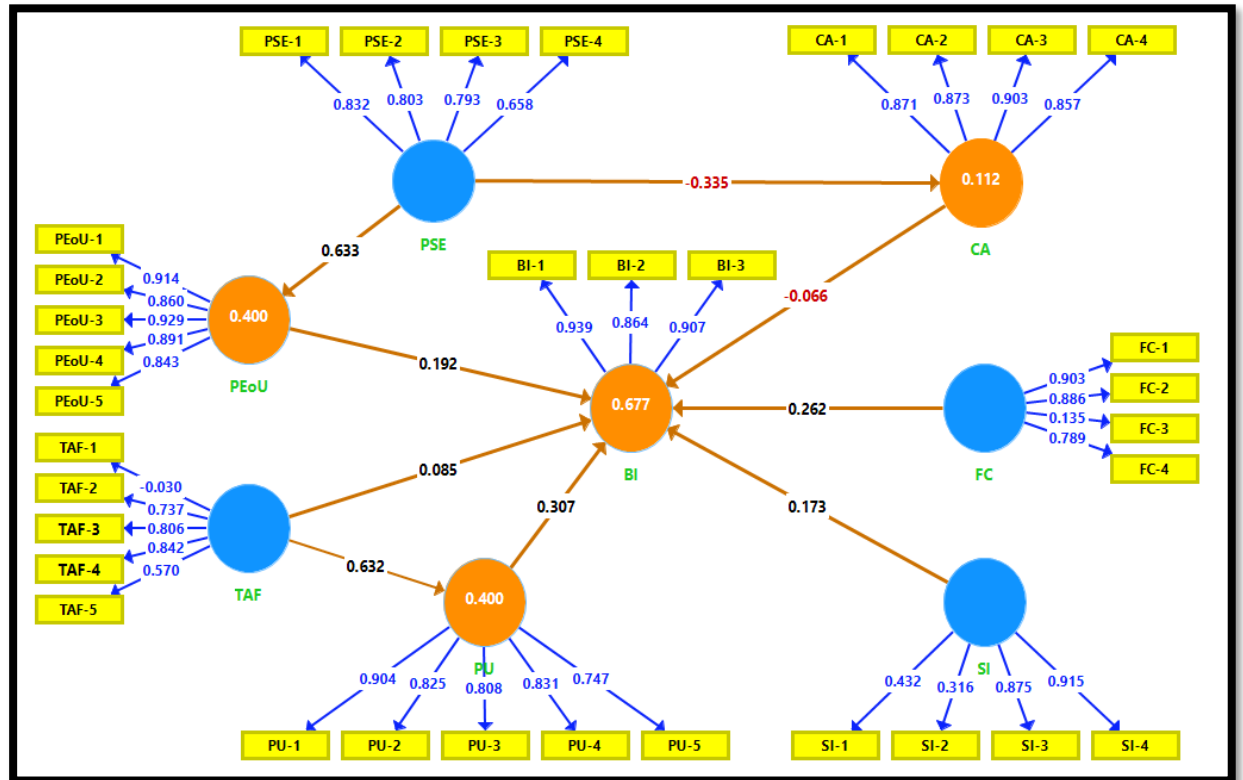 PSE-1
PSE-2
PSE-3
PSE-4
0.832
0.803
0.793
0.658
PSE
CA-1
CA-2
CA-3
CA-4
0.871
0.873
0.903
0.857
0.112
CA
-0.335
0.633
-0.066
PEoU-1
PEoU-2
PEoU-3
PEoU-4
PEoU-5
0.914
0.860
0.929
0.891
0.843
0.400
PEoU
0.192
BI-1
BI-2
BI-3
0.939
0.864
0.907
0.677
BI
0.262
FC
FC-1
FC-2
FC-3
FC-4
0.903
0.886
0.135
0.789
TAF-1
TAF-2
TAF-3
TAF-4
TAF-5
-0.030
0.737
0.806
0.842
0.570
TAF
0.085
0.632
0.307
0.173
0.400
PU
0.904
0.825
0.808
0.831
0.747
PU-1
PU-2
PU-3
PU-4
PU-5
SI
0.432
0.316
0.875
0.915
SI-1
SI-2
SI-3
SI-4